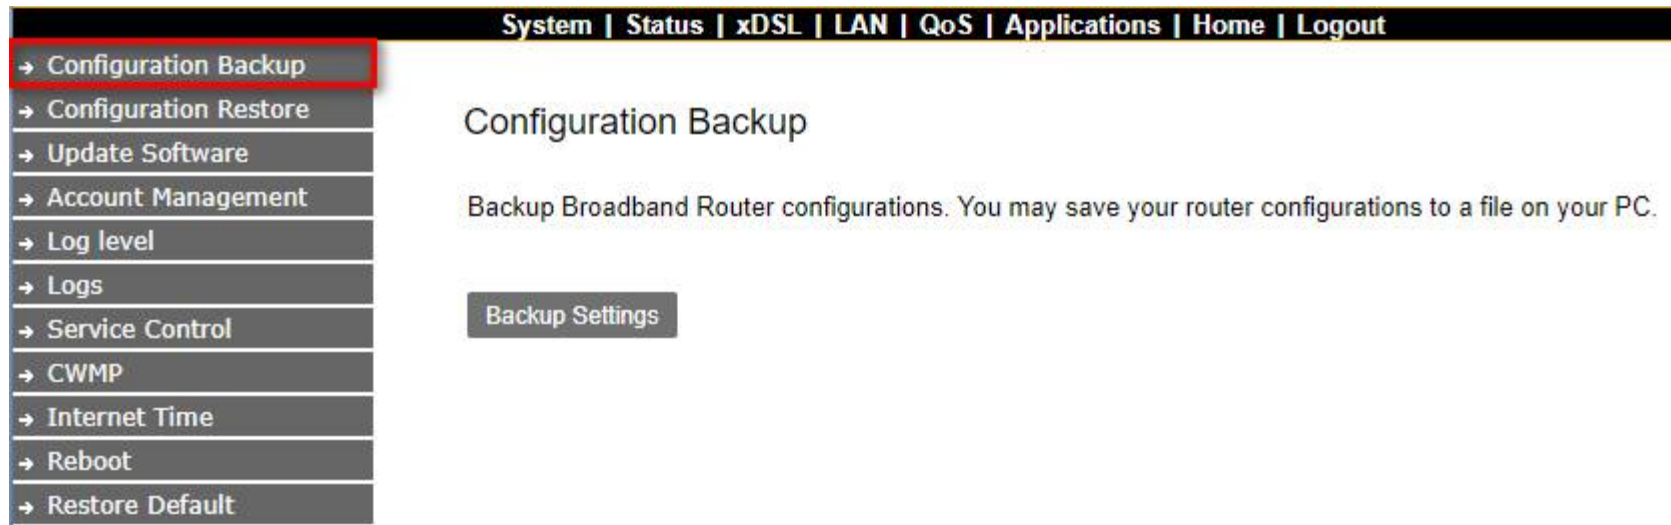 System | Status | xDSL | LAN | QoS | Applications | Home | Logout
Configuration Backup
Configuration Restore
Update Software
Account Management
Log level
Logs
Service Control
CWMP
Internet Time
Reboot
Restore Default
Configuration Backup
Backup Broadband Router configurations. You may save your router configurations to a file on your PC.
Backup Settings